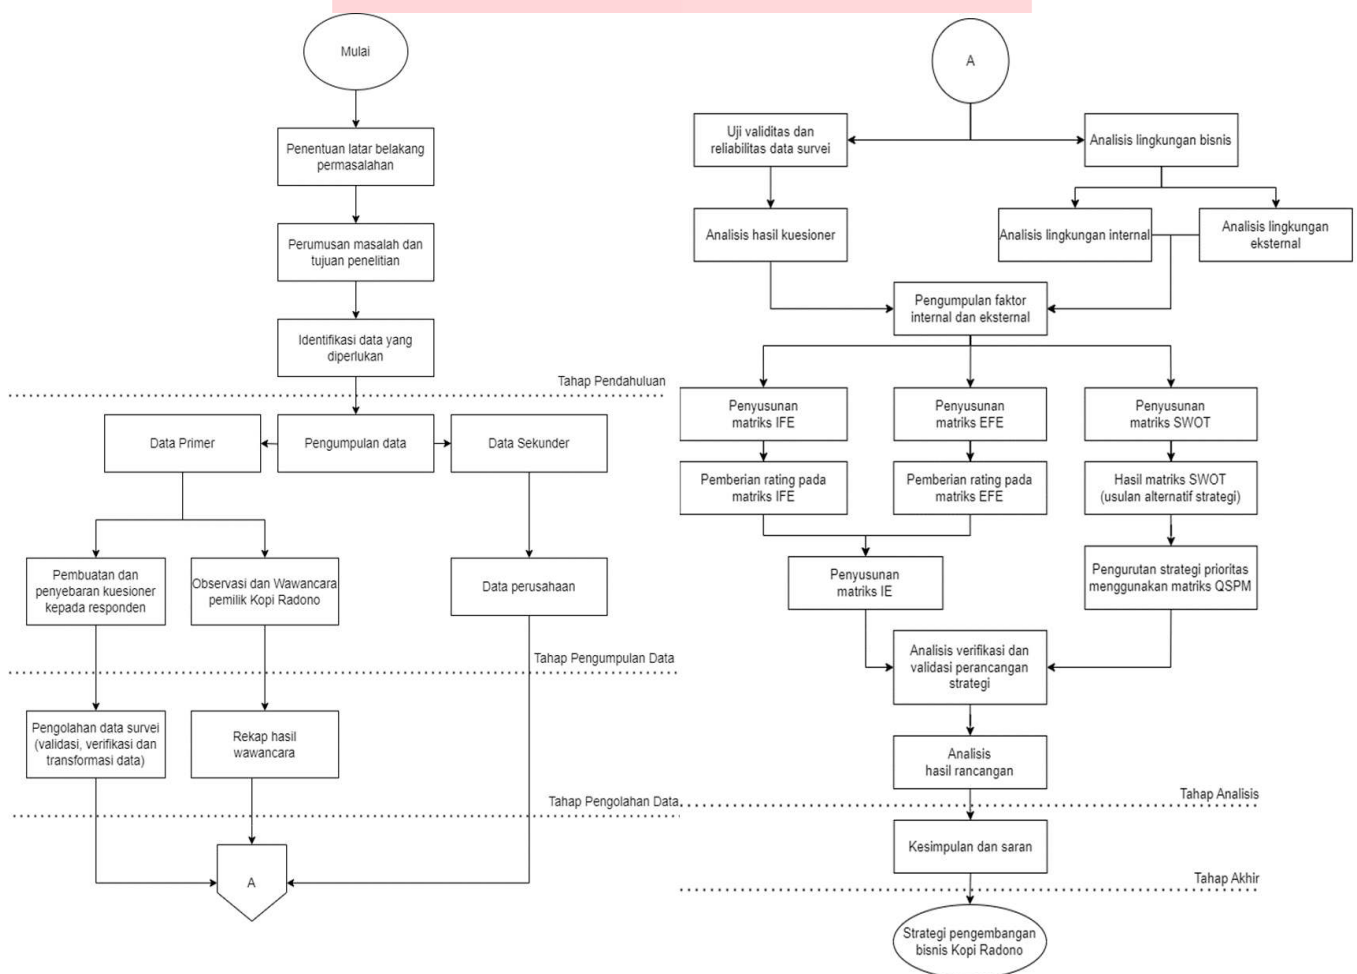 Mulai
Penentuan latar belakang
permasalahan
Perumusan masalah dan
tujuan penelitian
Identifikasi data yang
diperlukan
Tahap Pendahuluan
Data Primer
Pengumpulan data
Data Sekunder
Pembuatan dan
penyebaran kuesioner
kepada responden
Observasi dan Wawancara
pemilik Kopi Radono
Data perusahaan
Tahap Pengumpulan Data
Pengolahan data survei
(validasi, verifikasi dan
transformasi data)
Rekap hasil
wawancara
Tahap Pengolahan Data
A
A
Uji validitas dan
reliabilitas data survei
Analisis lingkungan bisnis
Analisis hasil kuesioner
Analisis lingkungan internal
Analisis lingkungan
eksternal
Pengumpulan faktor
internal dan eksternal
Penyusunan
matriks IFE
Penyusunan
matriks EFE
Penyusunan
matriks SWOT
Pemberian rating pada
matriks IFE
Pemberian rating pada
matriks EFE
Hasil matriks SWOT
(usulan alternatif strategi)
Penyusunan
matriks IE
Pengurutan strategi prioritas
menggunakan matriks QSPM
Analisis verifikasi dan
validasi perancangan
strategi
Analisis
hasil rancangan
Tahap Analisis
Kesimpulan dan saran
Tahap Akhir
Strategi pengembangan
bisnis Kopi Radono